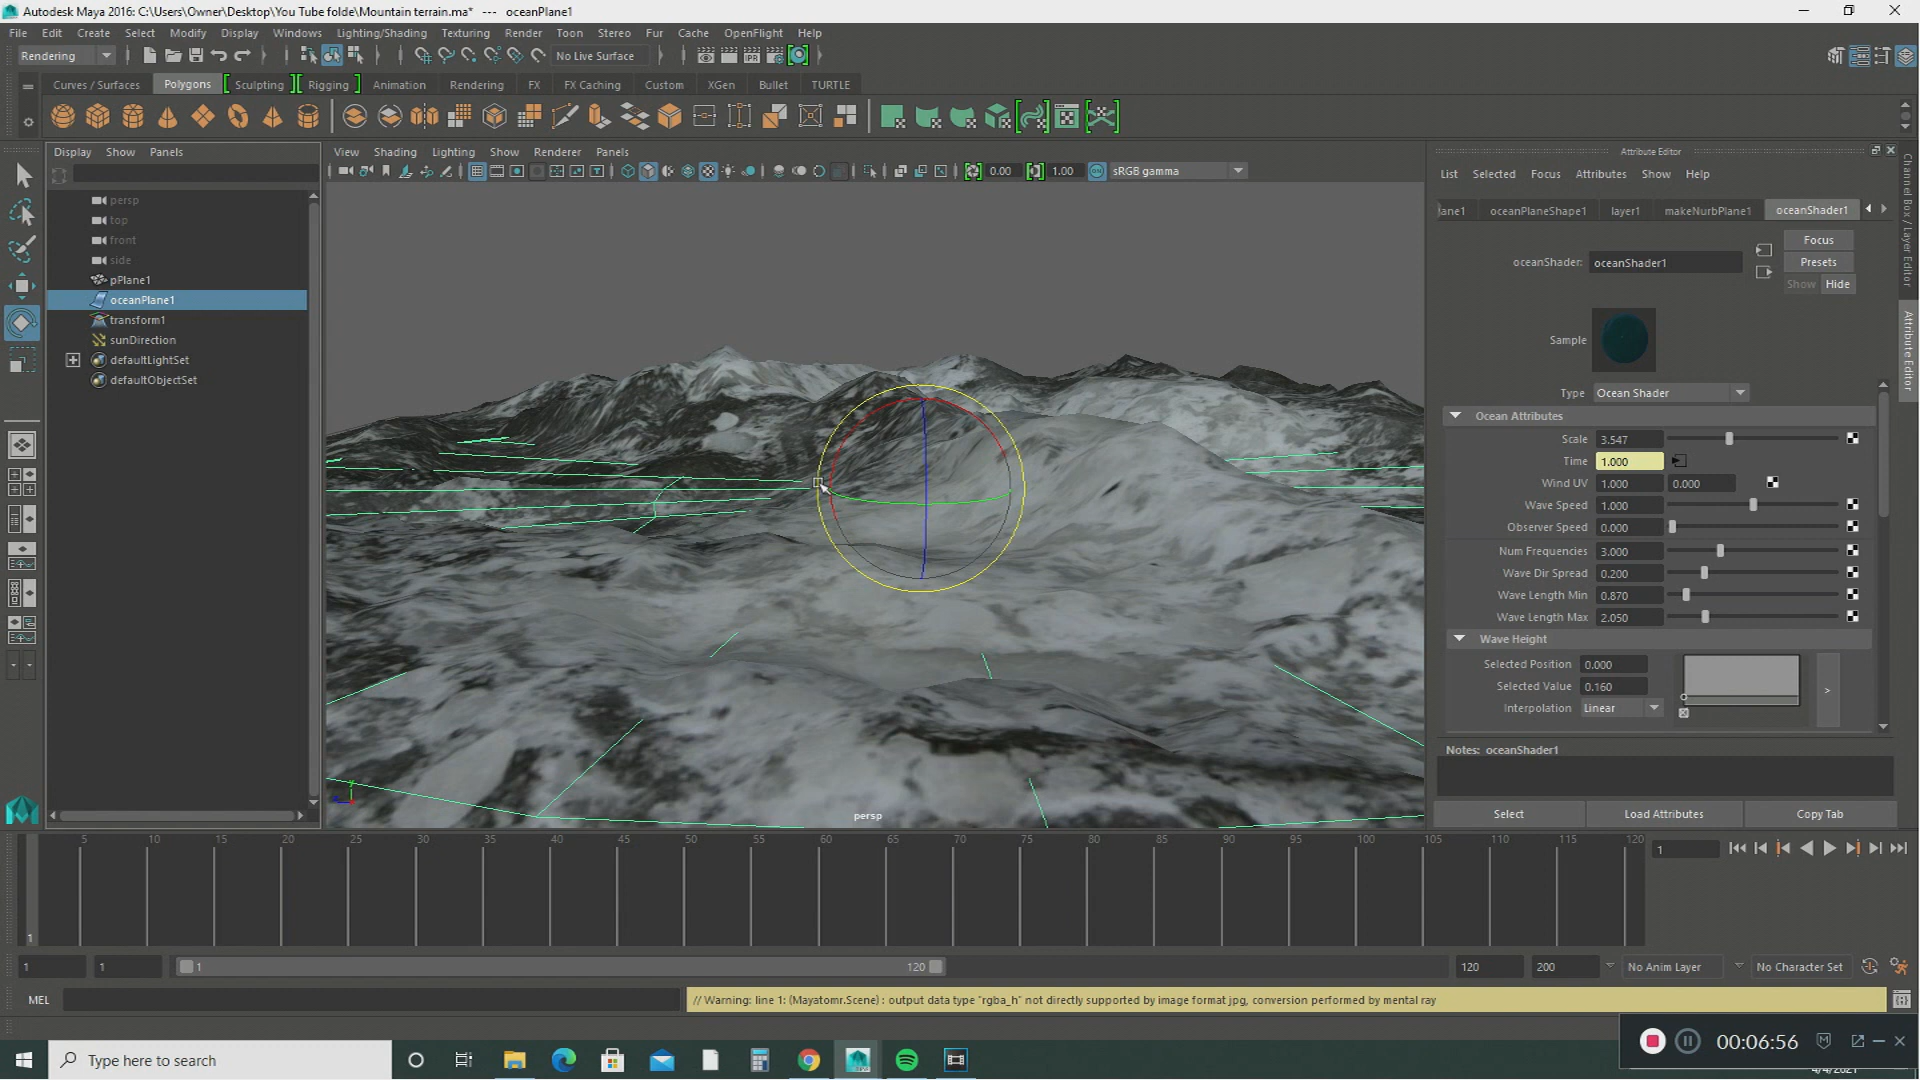 Autodesk Maya 2016: C:\Users\Owner\Desktop\You Tube folde\Mountain terrain.ma* --- oceanPlane1
File Edit Create Select Modify Display Windows Lighting/Shading Texturing Render Toon Stereo Fur Cache OpenFlight Help
Rendering
No Live Surface
Curves / Surfaces Polygons Sculpting Rigging Animation Rendering FX FX Caching Custom XGen Bullet TURTLE
Display Show Panels
View Shading Lighting Show Renderer Panels
0.00 1.00 sRGB gamma
persp
top
front
side
pPlane1
oceanPlane1
transform1
sunDirection
defaultLightSet
defaultObjectSet
persp
Attribute Editor
List Selected Focus Attributes Show Help
lane1 oceanPlaneShape1 layer1 makeNurbPlane1 oceanShader1
oceanShader: oceanShader1
Focus
Presets
Show Hide
Sample
Type Ocean Shader
Ocean Attributes
Scale 3.547
Time 1.000
Wind UV 1.000 0.000
Wave Speed 1.000
Observer Speed 0.000
Num Frequencies 3.000
Wave Dir Spread 0.200
Wave Length Min 0.870
Wave Length Max 2.050
Wave Height
Selected Position 0.000
Selected Value 0.160
Interpolation Linear
>
Notes: oceanShader1
Select Load Attributes Copy Tab
Channel Box / Layer Editor
Attribute Editor
5 10 15 20 25 30 35 40 45 50 55 60 65 70 75 80 85 90 95 100 105 110 115 120
1
1
1 1 1 120 120 200 No Anim Layer No Character Set
MEL
// Warning: line 1: (Mayatomr.Scene) : output data type "rgba_h" not directly supported by image format jpg, conversion performed by mental ray
Type here to search
00:06:56